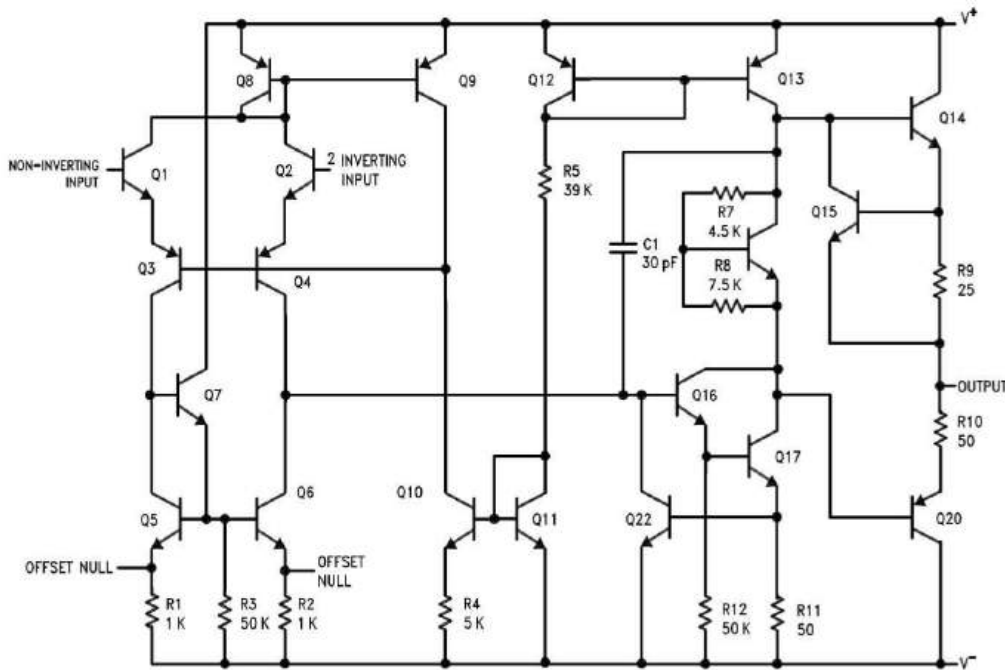 V+
Q8
Q9
Q12
Q13
Q14
NON-INVERTING
INPUT
Q1
Q2
2 INVERTING
INPUT
R5
39 K
R7
4.5 K
Q15
C1
30 pF
R8
7.5 K
R9
25
Q3
Q4
Q7
Q16
OUTPUT
R10
50
Q5
Q6
Q10
Q11
Q22
Q17
Q20
OFFSET NULL
OFFSET
NULL
R1
1 K
R3
50 K
R2
1 K
R4
5 K
R12
50 K
R11
50
V-